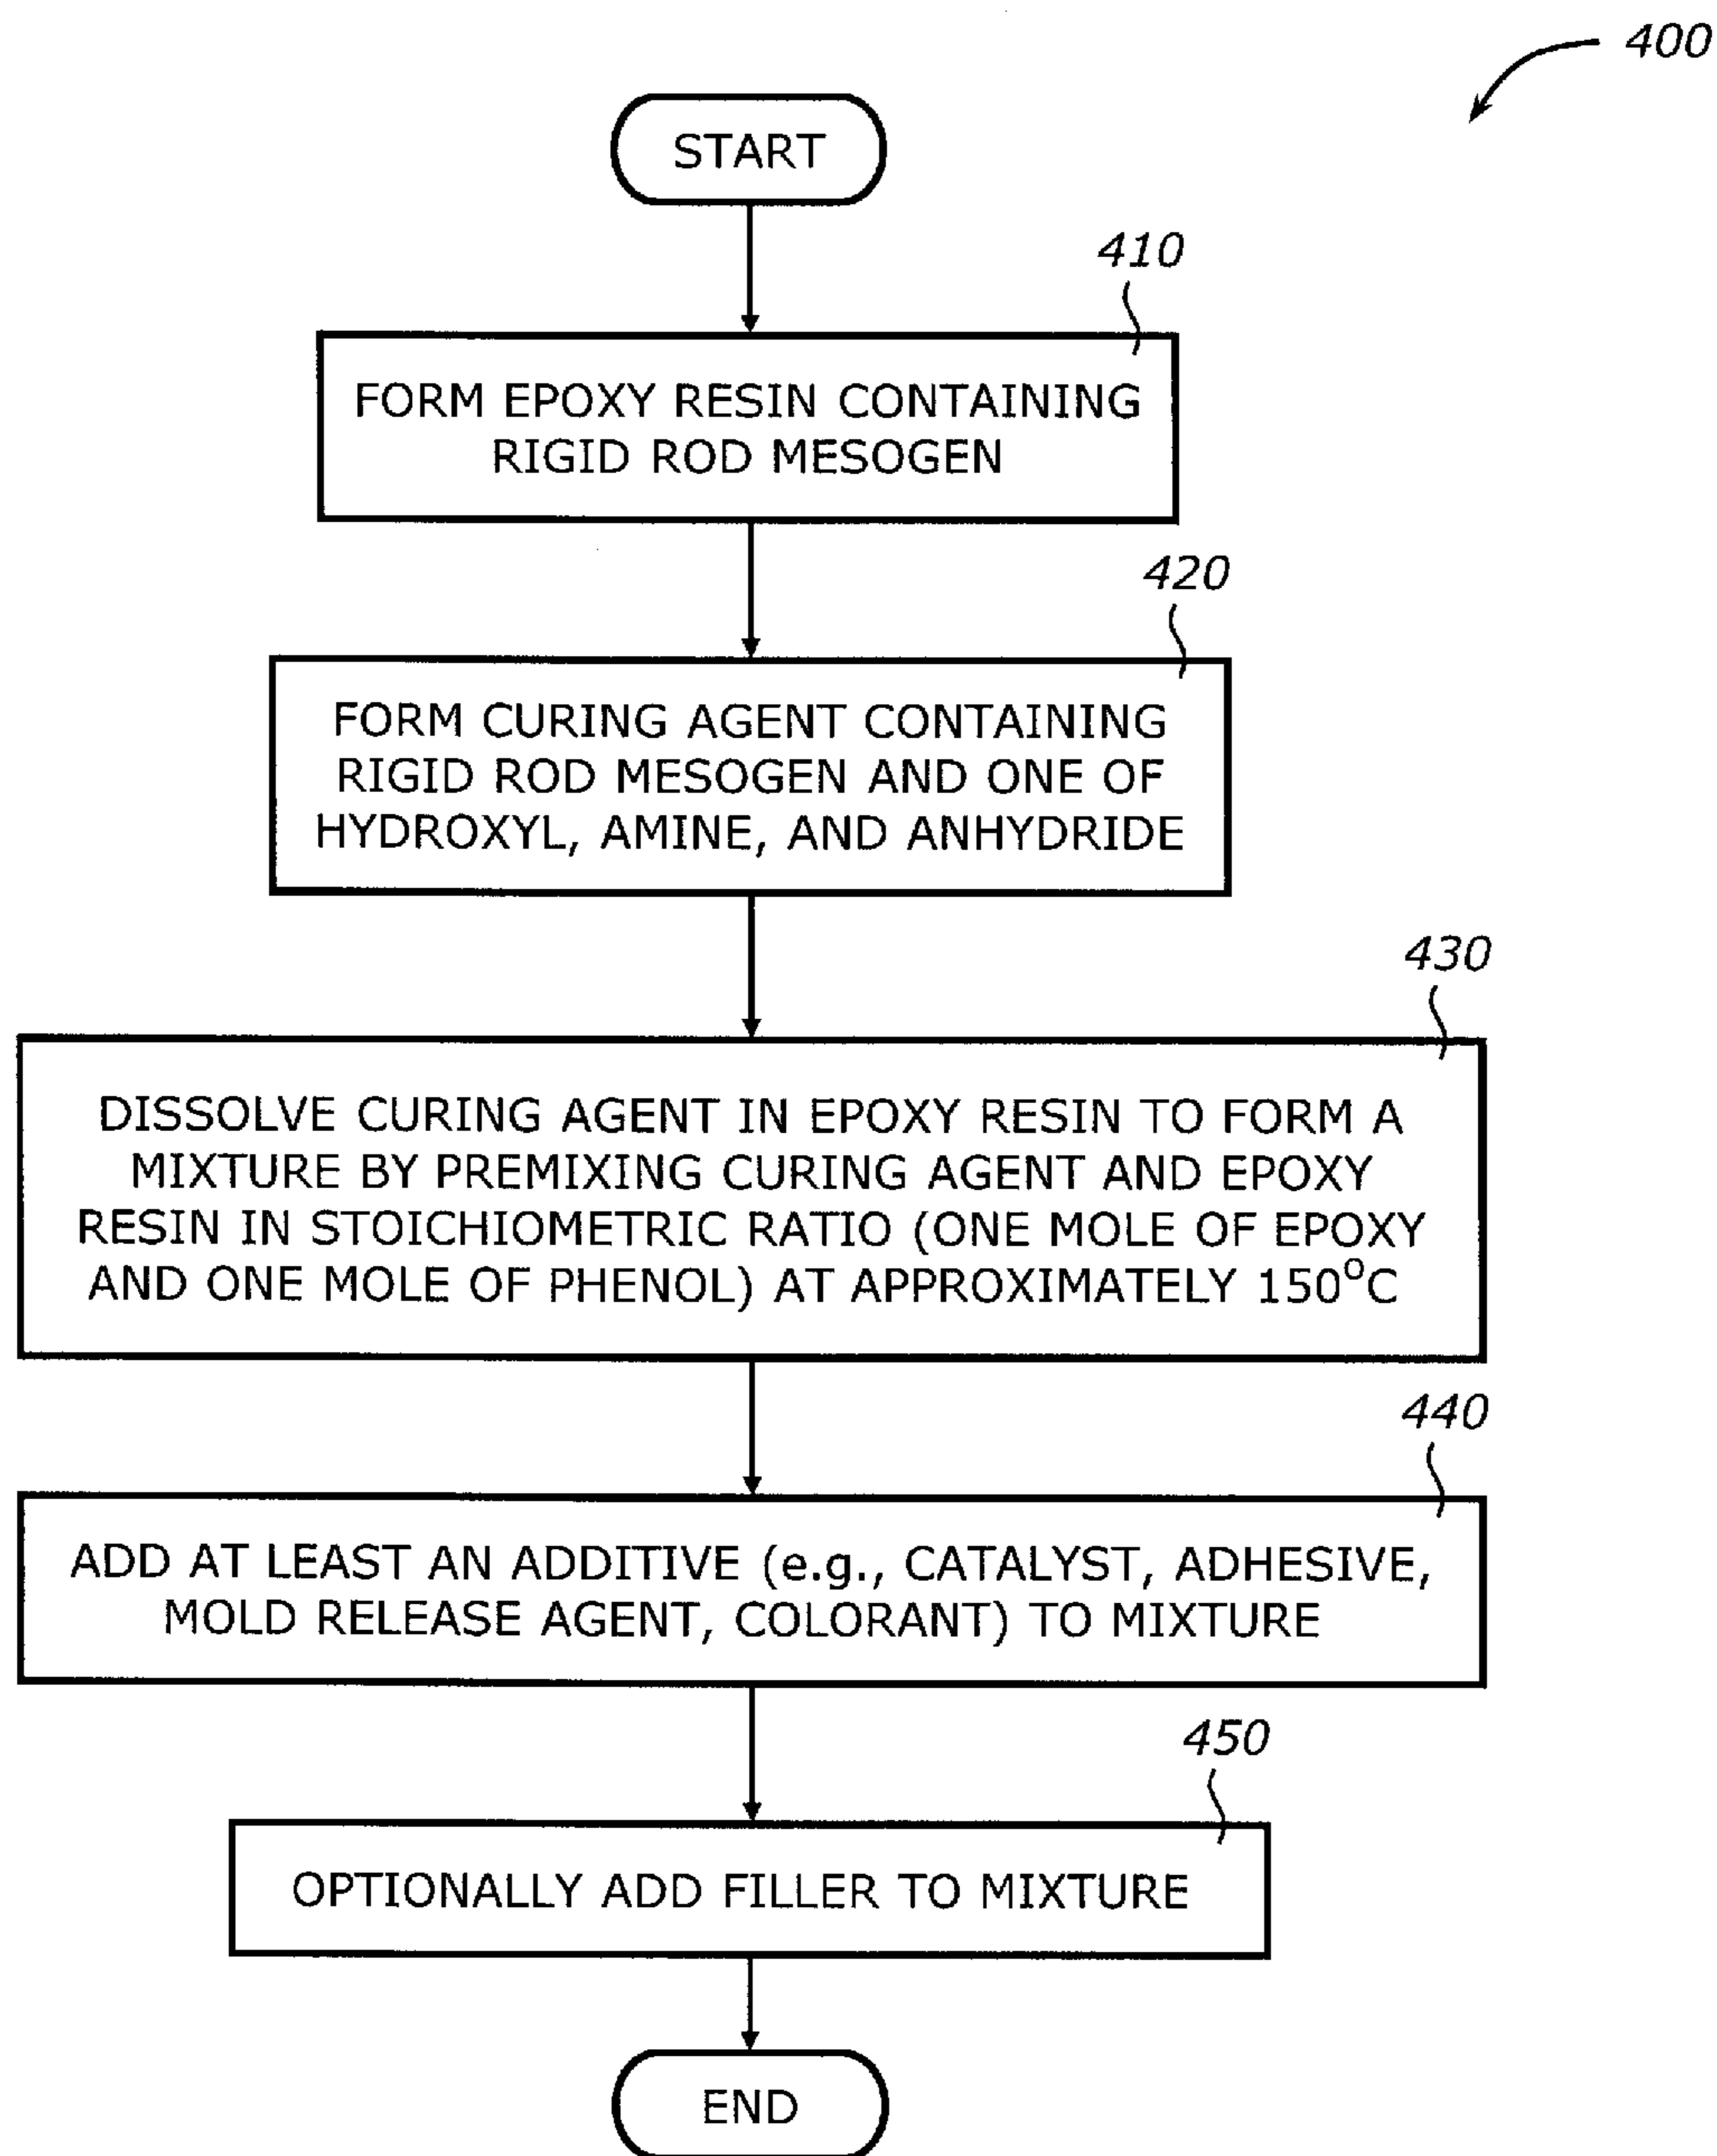 400
START
410
FORM EPOXY RESIN CONTAINING
RIGID ROD MESOGEN
420
FORM CURING AGENT CONTAINING
RIGID ROD MESOGEN AND ONE OF
HYDROXYL, AMINE, AND ANHYDRIDE
430
DISSOLVE CURING AGENT IN EPOXY RESIN TO FORM A
MIXTURE BY PREMIXING CURING AGENT AND EPOXY
RESIN IN STOICHIOMETRIC RATIO (ONE MOLE OF EPOXY
AND ONE MOLE OF PHENOL) AT APPROXIMATELY 150°C
440
ADD AT LEAST AN ADDITIVE (e.g., CATALYST, ADHESIVE,
MOLD RELEASE AGENT, COLORANT) TO MIXTURE
450
OPTIONALLY ADD FILLER TO MIXTURE
END